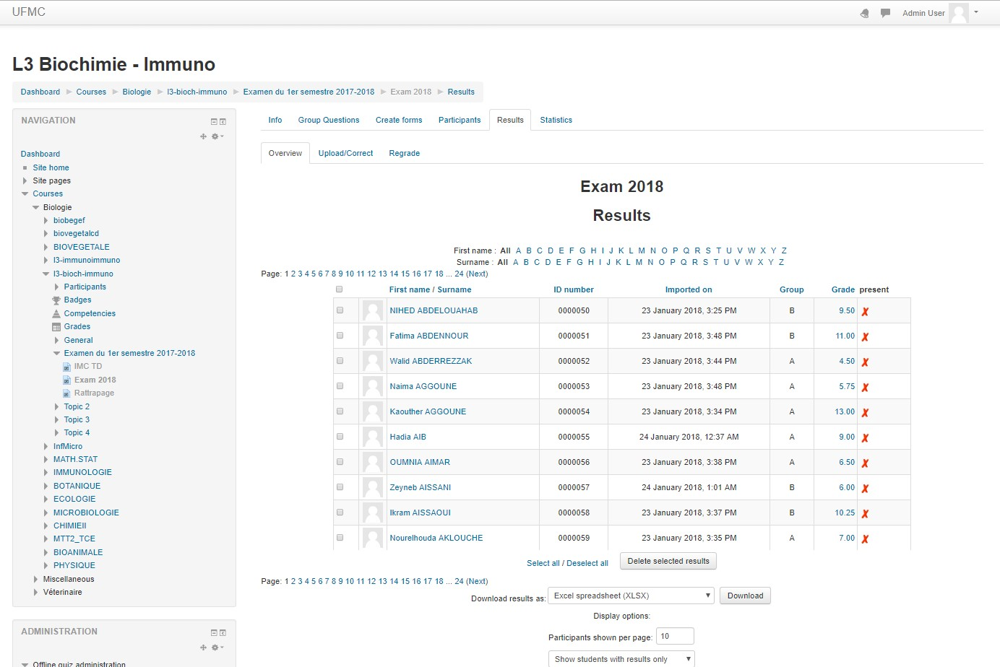 UFMC
Admin User
L3 Biochimie - Immuno
Dashboard Courses Biologie l3-bioch-immuno Examen du 1er semestre 2017-2018 Exam 2018 Results
NAVIGATION
Dashboard
Site home
Site pages
Courses
Biologie
biobegef
biovegetalcd
BIOVEGETALE
l3-immunoimmuno
l3-bioch-immuno
Participants
Badges
Competencies
Grades
General
Examen du 1er semestre 2017-2018
IMC TD
Exam 2018
Rattrapage
Topic 2
Topic 3
Topic 4
InfMicro
MATH.STAT
IMMUNOLOGIE
BOTANIQUE
ECOLOGIE
MICROBIOLOGIE
CHIMIEII
MTT2_TCE
BIOANIMALE
PHYSIQUE
Miscellaneous
Véterinaire
ADMINISTRATION
Offline quiz administration
Info Group Questions Create forms Participants Results Statistics
Overview Upload/Correct Regrade
Exam 2018
Results
First name : All A B C D E F G H I J K L M N O P Q R S T U V W X Y Z
Surname : All A B C D E F G H I J K L M N O P Q R S T U V W X Y Z
Page: 1 2 3 4 5 6 7 8 9 10 11 12 13 14 15 16 17 18 ... 24 (Next)
First name / Surname ID number Imported on Group Grade present
NIHED ABDELOUAHAB 0000050 23 January 2018, 3:25 PM B 9.50 ✗
Fatima ABDENNOUR 0000051 23 January 2018, 3:48 PM B 11.00 ✗
Walid ABDERREZZAK 0000052 23 January 2018, 3:44 PM A 4.50 ✗
Naima AGGOUNE 0000053 23 January 2018, 3:48 PM A 5.75 ✗
Kaouther AGGOUNE 0000054 23 January 2018, 3:34 PM A 13.00 ✗
Hadia AIB 0000055 24 January 2018, 12:37 AM A 9.00 ✗
OUMNIA AIMAR 0000056 23 January 2018, 3:38 PM A 6.50 ✗
Zeyneb AISSANI 0000057 24 January 2018, 1:01 AM B 6.00 ✗
Ikram AISSAOUI 0000058 23 January 2018, 3:37 PM B 10.25 ✗
Nourelhouda AKLOUCHE 0000059 23 January 2018, 3:35 PM A 7.00 ✗
Select all / Deselect all Delete selected results
Page: 1 2 3 4 5 6 7 8 9 10 11 12 13 14 15 16 17 18 ... 24 (Next)
Download results as: Excel spreadsheet (XLSX) Download
Display options:
Participants shown per page: 10
Show students with results only